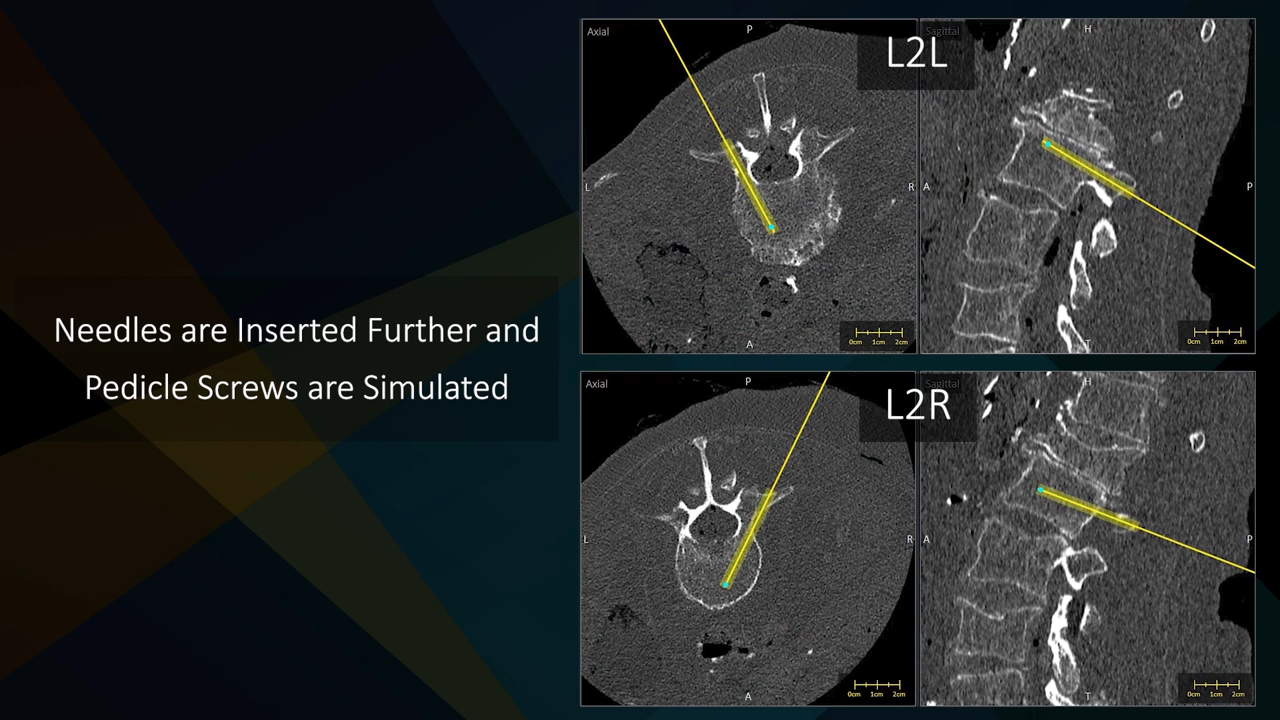 Needles are Inserted Further and
Pedicle Screws are Simulated
Axial
P
L
R
A
0cm 1cm 2cm
L2L
Sagittal
H
A
P
T
0cm 1cm 2cm
Axial
P
L
R
A
0cm 1cm 2cm
L2R
Sagittal
H
A
P
T
0cm 1cm 2cm